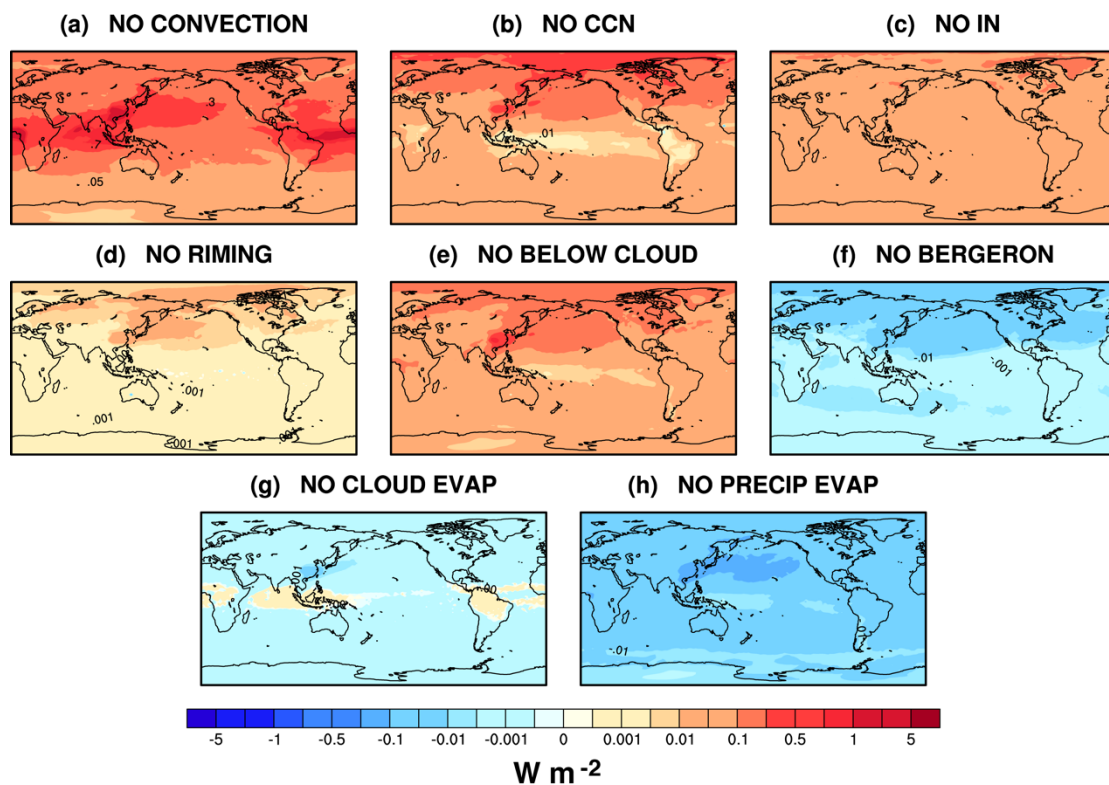 (a) NO CONVECTION
(b) NO CCN
(c) NO IN
.3
.7
.05
.1
.01
(d) NO RIMING
(e) NO BELOW CLOUD
(f) NO BERGERON
.001
.001
.001
-.01
-.001
(g) NO CLOUD EVAP
(h) NO PRECIP EVAP
-.01
-5 -1 -0.5 -0.1 -0.01 -0.001 0 0.001 0.01 0.1 0.5 1 5
W m-2